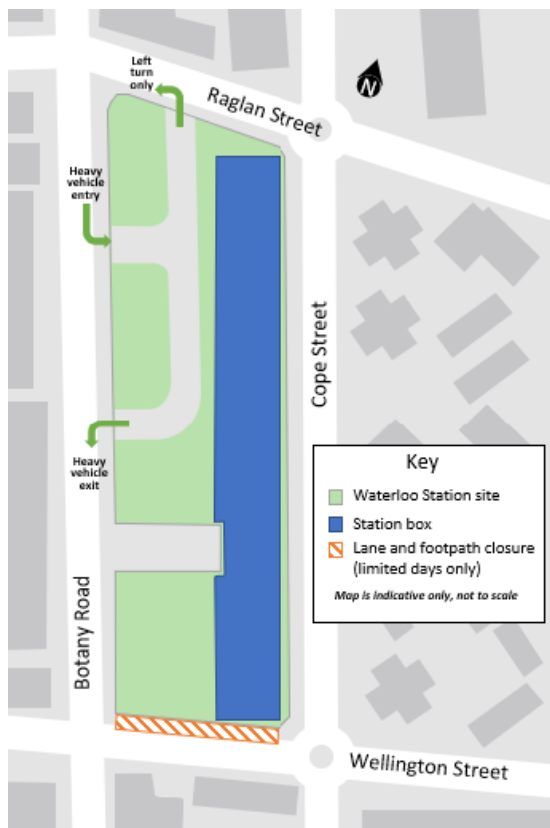 Left
turn
only
N
Raglan Street
Heavy
vehicle
entry
Cope Street
Heavy
vehicle
exit
Key
Waterloo Station site
Station box
Lane and footpath closure
(limited days only)
Map is indicative only, not to scale
Botany Road
Wellington Street